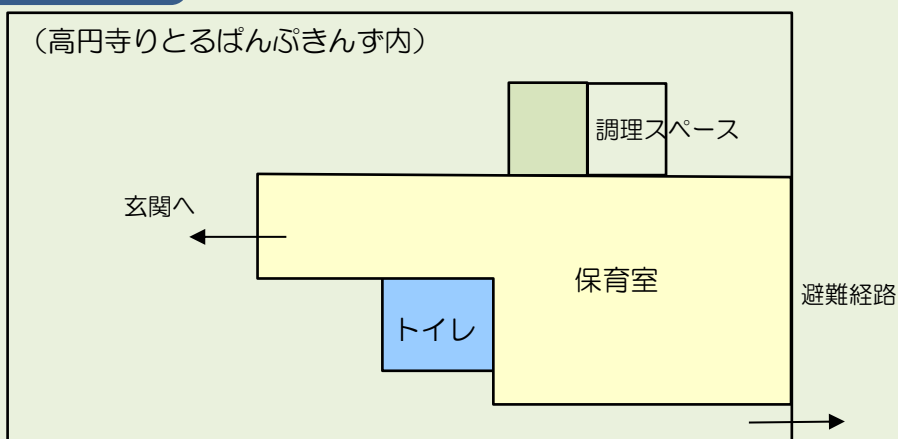 (高円寺りとるぱんぷきんず内)
調理スペース
玄関へ
保育室
避難経路
トイレ